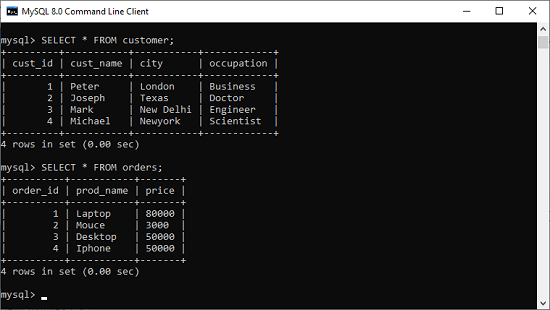 MySQL 8.0 Command Line Client
mysql> SELECT * FROM customer;
+---------+-----------+-----------+------------+
| cust_id | cust_name | city      | occupation |
+---------+-----------+-----------+------------+
|       1 | Peter     | London    | Business   |
|       2 | Joseph    | Texas     | Doctor     |
|       3 | Mark      | New Delhi | Engineer   |
|       4 | Michael   | Newyork   | Scientist  |
+---------+-----------+-----------+------------+
4 rows in set (0.00 sec)
mysql> SELECT * FROM orders;
+----------+-----------+-------+
| order_id | prod_name | price |
+----------+-----------+-------+
|        1 | Laptop    | 80000 |
|        2 | Mouce     | 3000  |
|        3 | Desktop   | 50000 |
|        4 | Iphone    | 50000 |
+----------+-----------+-------+
4 rows in set (0.00 sec)
mysql>